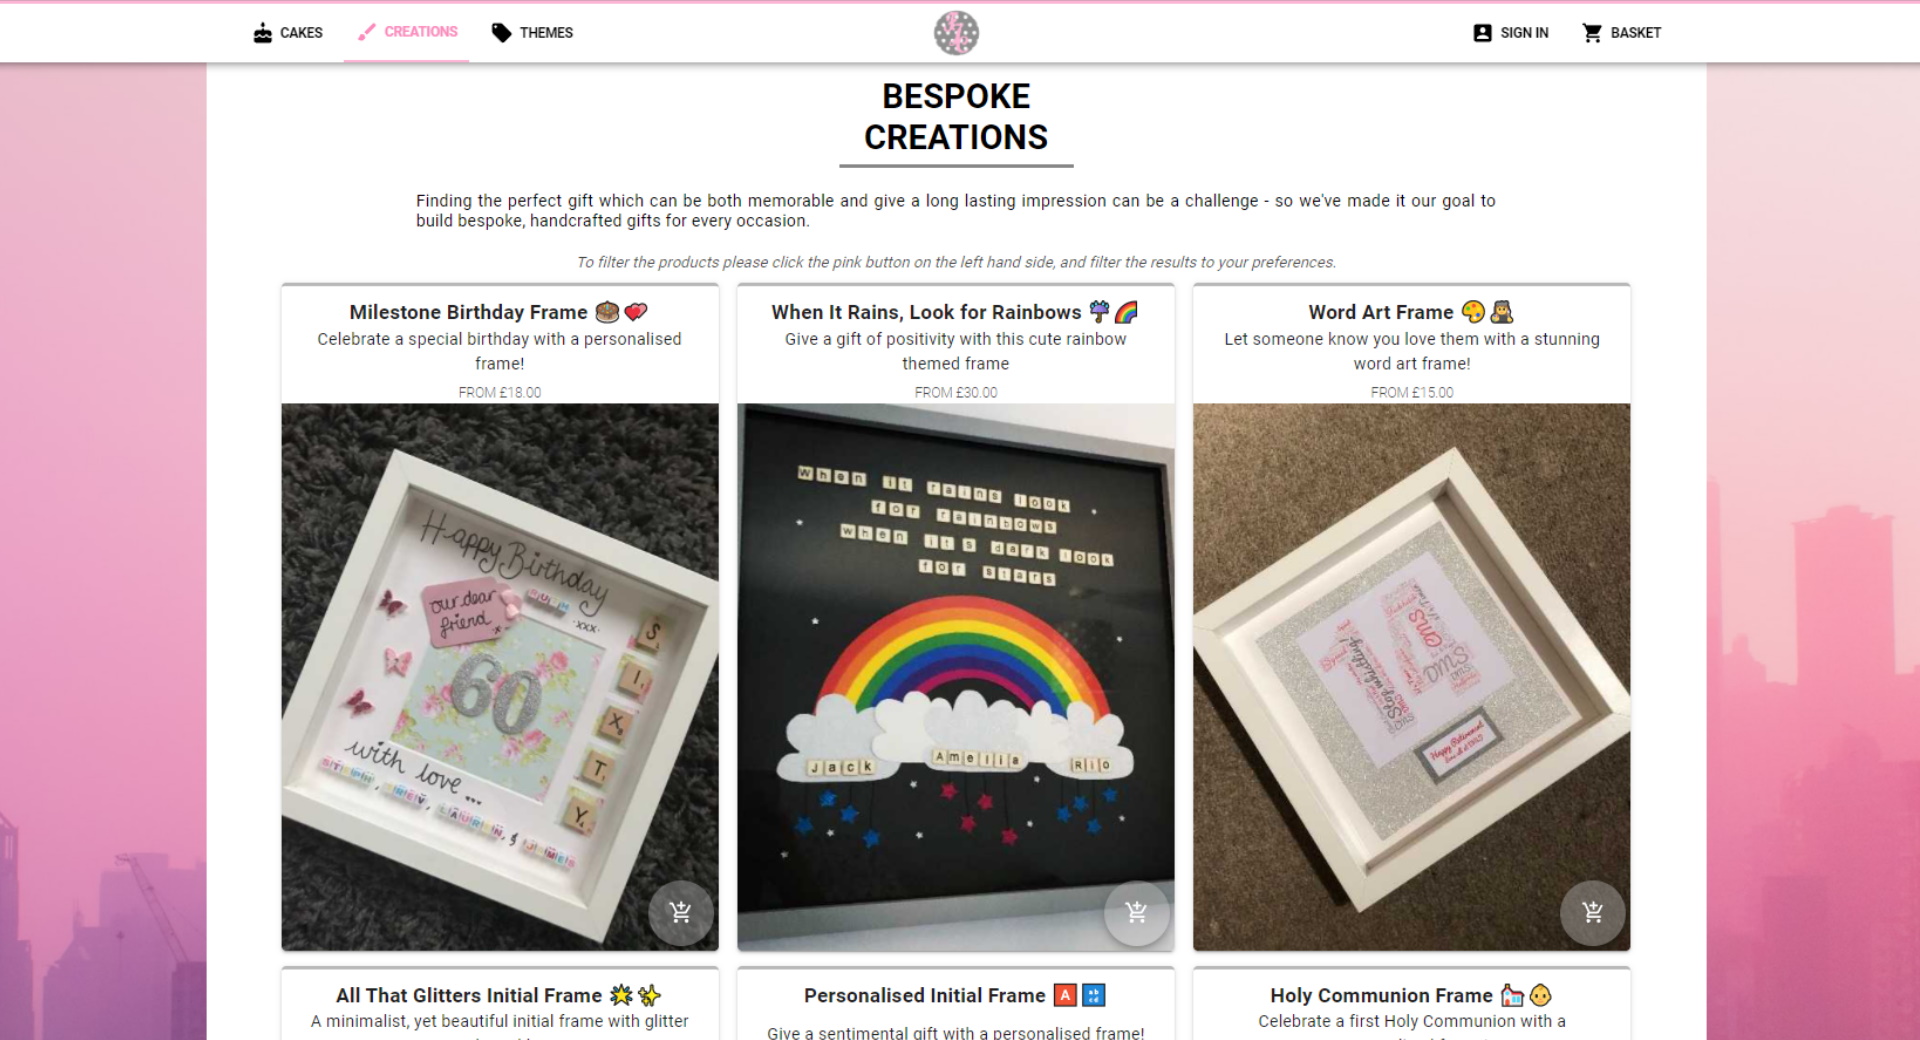 CAKES
CREATIONS
THEMES
SIGN IN
BASKET
BESPOKE
CREATIONS
Finding the perfect gift which can be both memorable and give a long lasting impression can be a challenge - so we've made it our goal to
build bespoke, handcrafted gifts for every occasion.
To filter the products please click the pink button on the left hand side, and filter the results to your preferences.
Milestone Birthday Frame
Celebrate a special birthday with a personalised
frame!
FROM £18.00
Happy Birthday
our dear
friend
xxx
60
S
I
X
T
Y
with love...
When It Rains, Look for Rainbows
Give a gift of positivity with this cute rainbow
themed frame
FROM £30.00
when it rains look
for rainbows
when its dark look
for stars
Jack
Amelia
Rio
Word Art Frame
Let someone know you love them with a stunning
word art frame!
FROM £15.00
Happy Retirement
All That Glitters Initial Frame
A minimalist, yet beautiful initial frame with glitter
Personalised Initial Frame
Give a sentimental gift with a personalised frame!
Holy Communion Frame
Celebrate a first Holy Communion with a